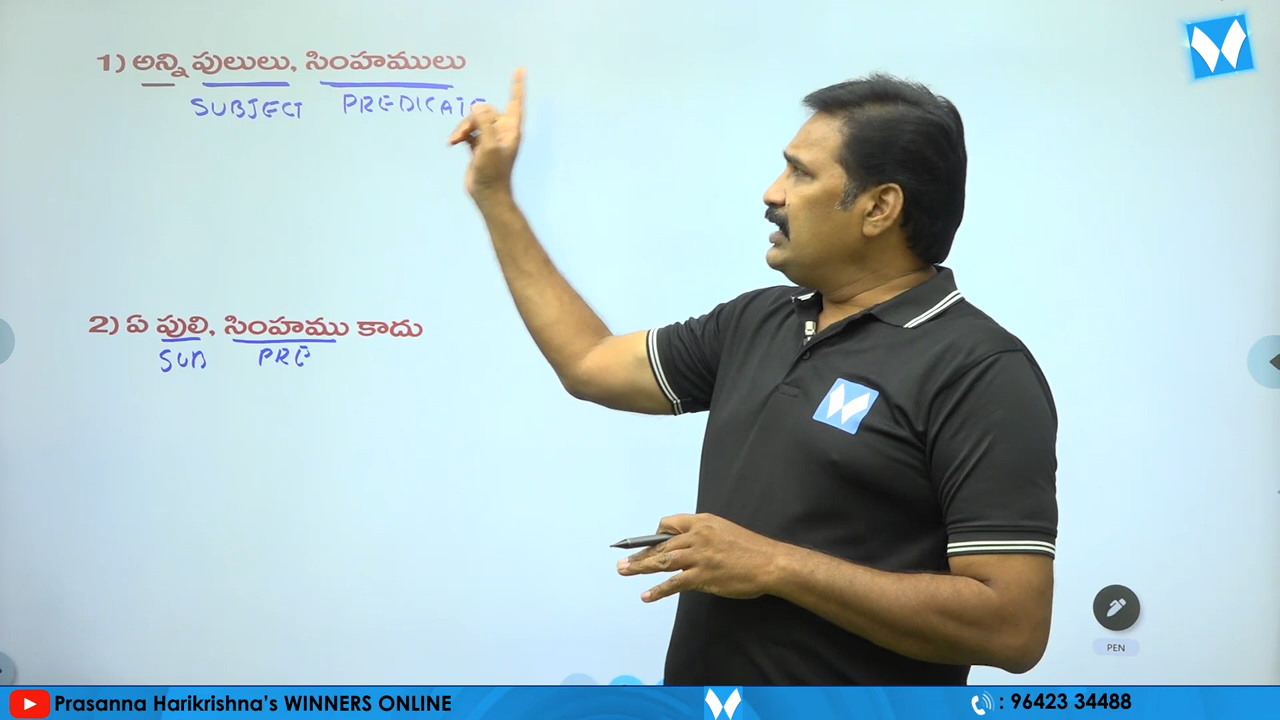 1) అన్ని పులులు, సింహములు
SUBJECT PREDICATE
2) ఏ పులి, సింహము కాదు
SUB PRE
PEN
Prasanna Harikrishna's WINNERS ONLINE : 96423 34488